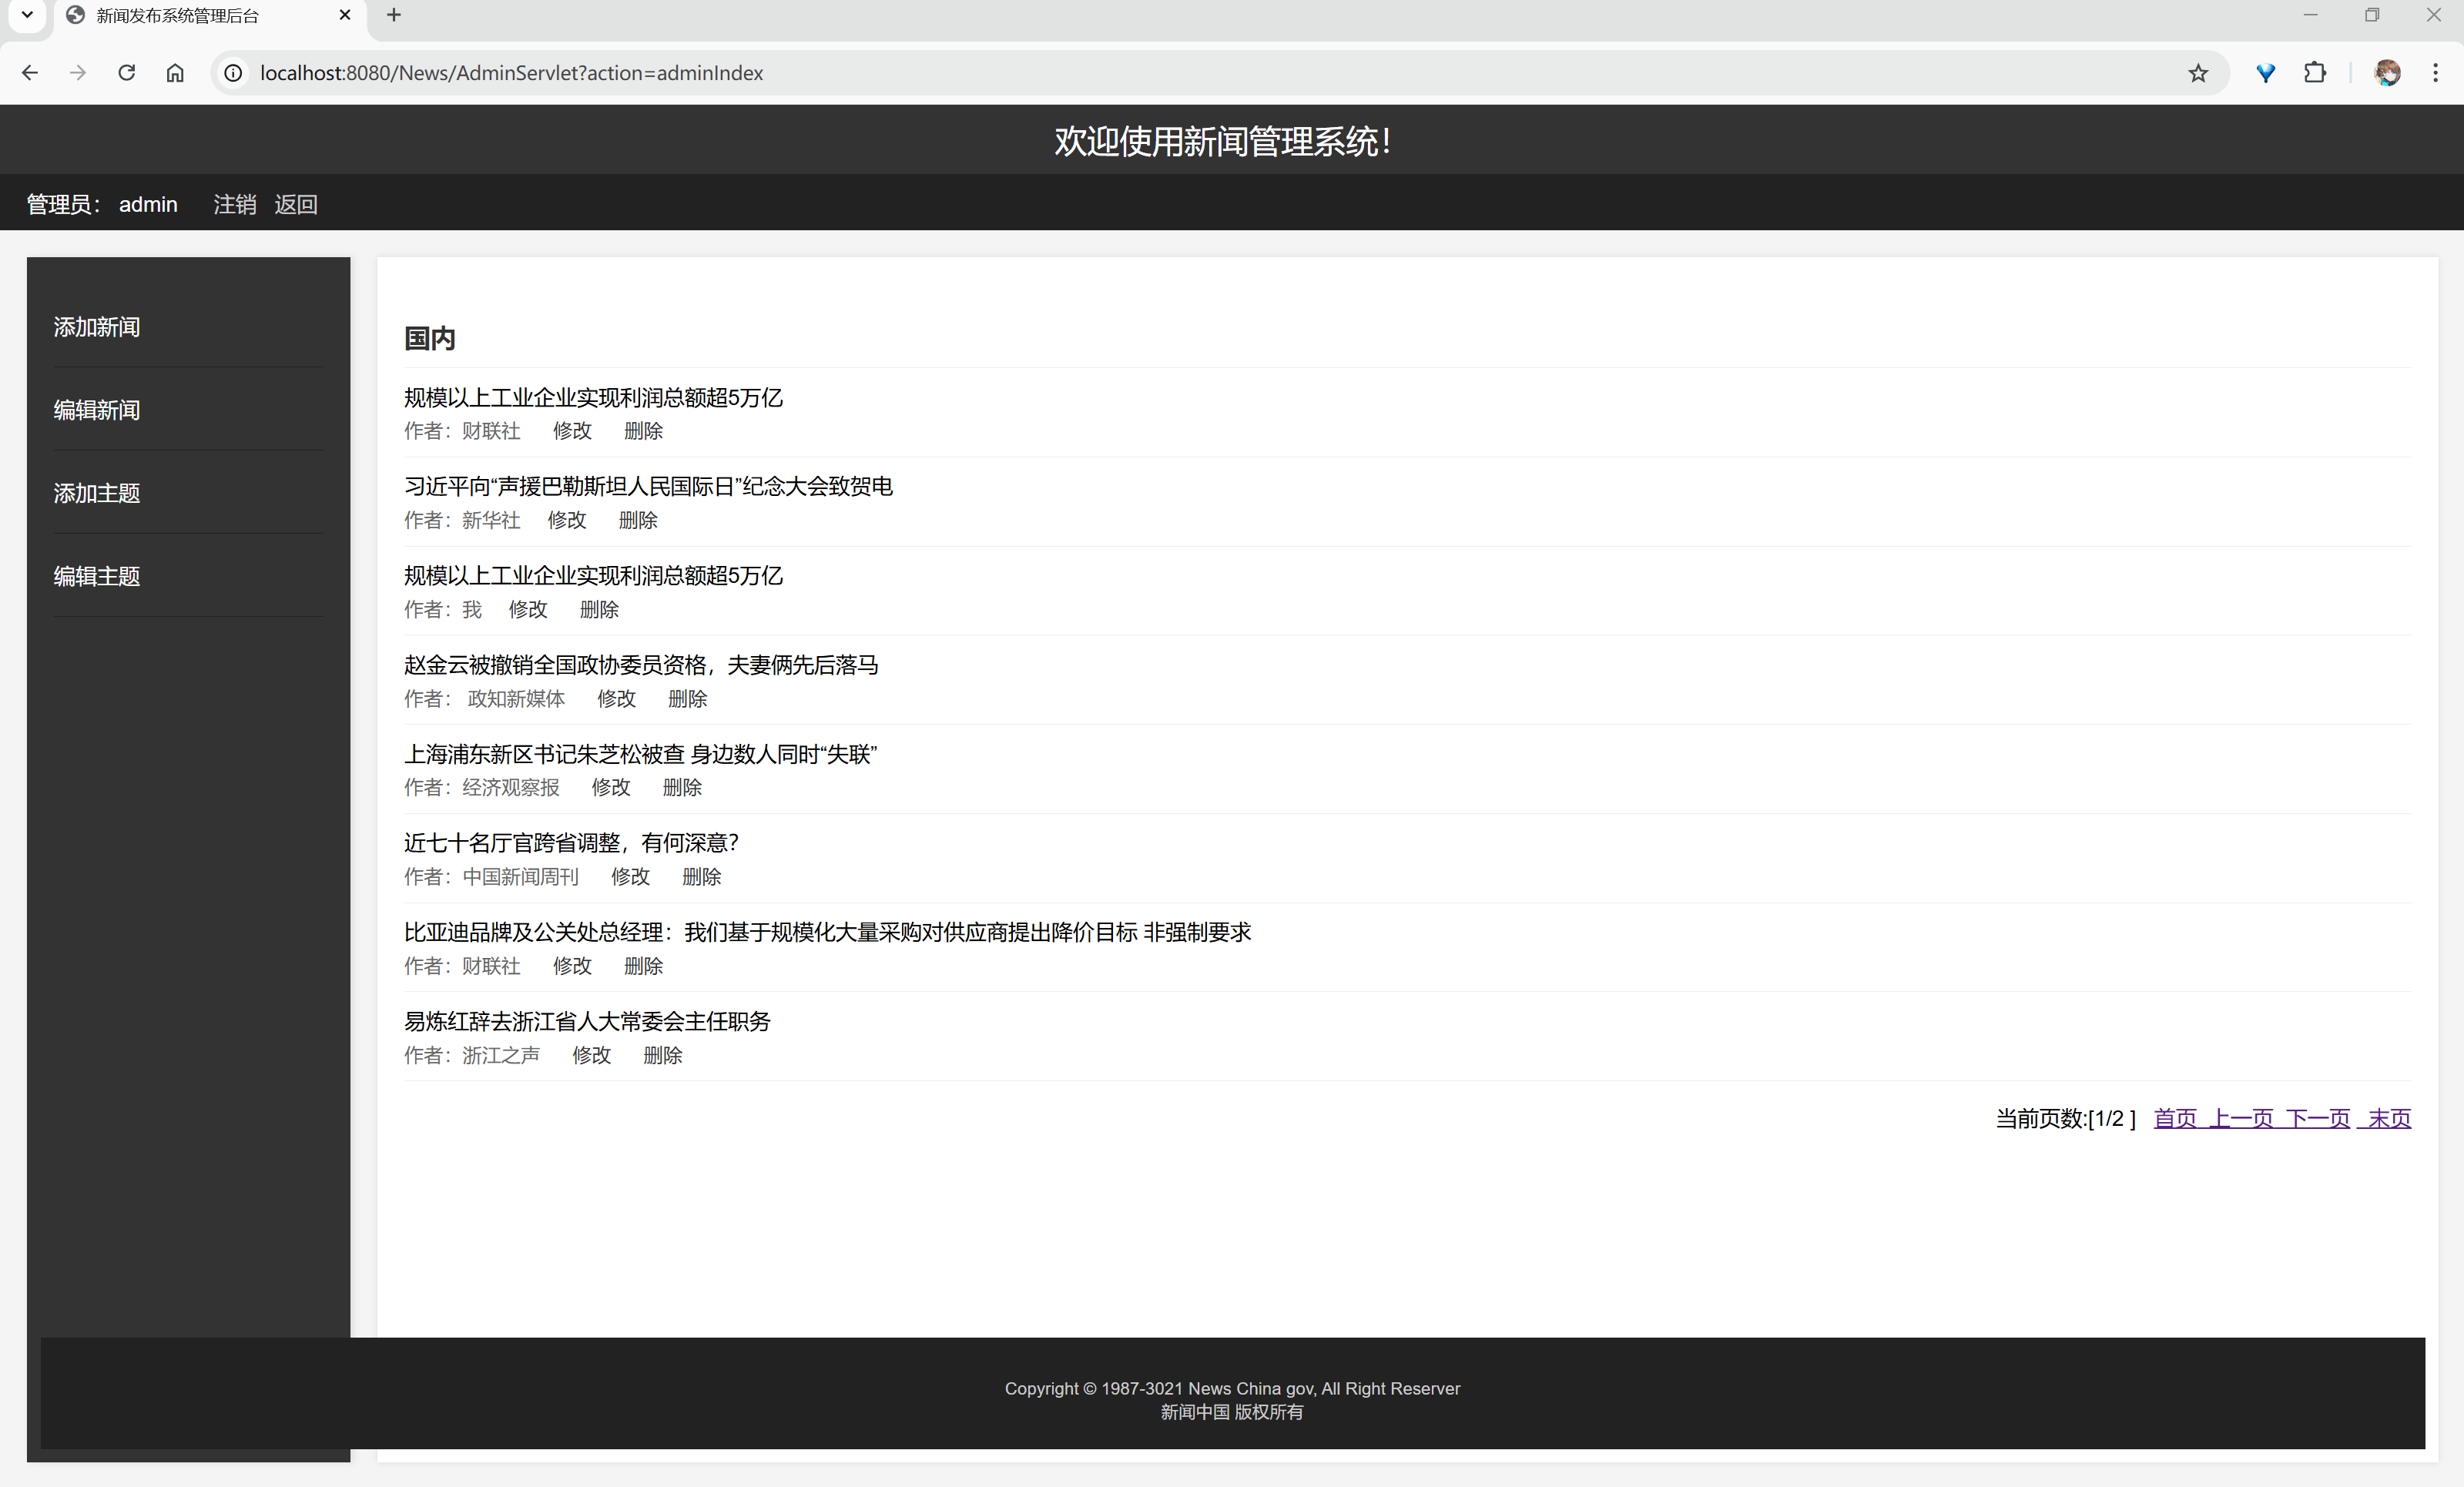 新闻发布系统管理后台
localhost:8080/News/AdminServlet?action=adminIndex
欢迎使用新闻管理系统！
管理员： admin 注销 返回
添加新闻
编辑新闻
添加主题
编辑主题
国内
规模以上工业企业实现利润总额超5万亿
作者：财联社 修改 删除
习近平向“声援巴勒斯坦人民国际日”纪念大会致贺电
作者：新华社 修改 删除
规模以上工业企业实现利润总额超5万亿
作者：我 修改 删除
赵金云被撤销全国政协委员资格，夫妻俩先后落马
作者： 政知新媒体 修改 删除
上海浦东新区书记朱芝松被查 身边数人同时“失联”
作者：经济观察报 修改 删除
近七十名厅官跨省调整，有何深意？
作者：中国新闻周刊 修改 删除
比亚迪品牌及公关处总经理：我们基于规模化大量采购对供应商提出降价目标 非强制要求
作者：财联社 修改 删除
易炼红辞去浙江省人大常委会主任职务
作者：浙江之声 修改 删除
当前页数:[1/2 ] 首页 上一页 下一页 末页
Copyright © 1987-3021 News China gov, All Right Reserver
新闻中国 版权所有